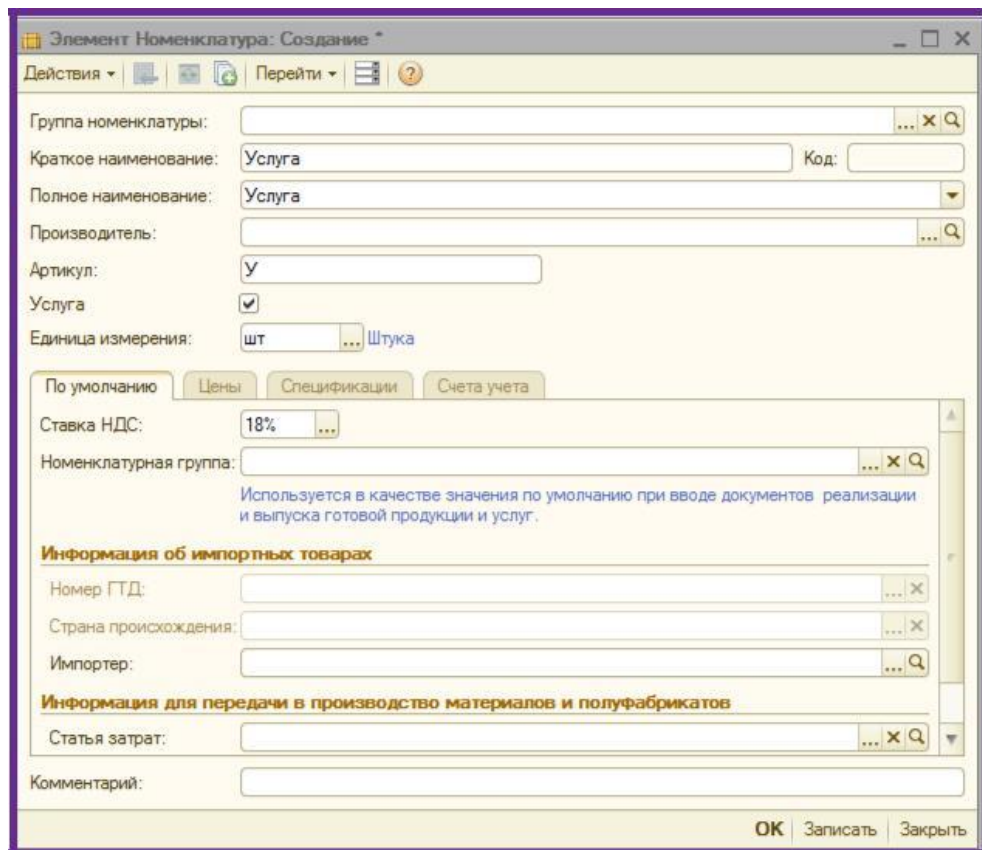 Элемент Номенклатура: Создание *
Действия Перейти
Группа номенклатуры:
Краткое наименование: Услуга Код:
Полное наименование: Услуга
Производитель:
Артикул: У
Услуга
Единица измерения: шт ... Штука
По умолчанию Цены Спецификации Счета учета
Ставка НДС: 18% ...
Номенклатурная группа:
Используется в качестве значения по умолчанию при вводе документов реализации
и выпуска готовой продукции и услуг.
Информация об импортных товарах
Номер ГТД:
Страна происхождения:
Импортер:
Информация для передачи в производство материалов и полуфабрикатов
Статья затрат:
Комментарий:
OK Записать Закрыть